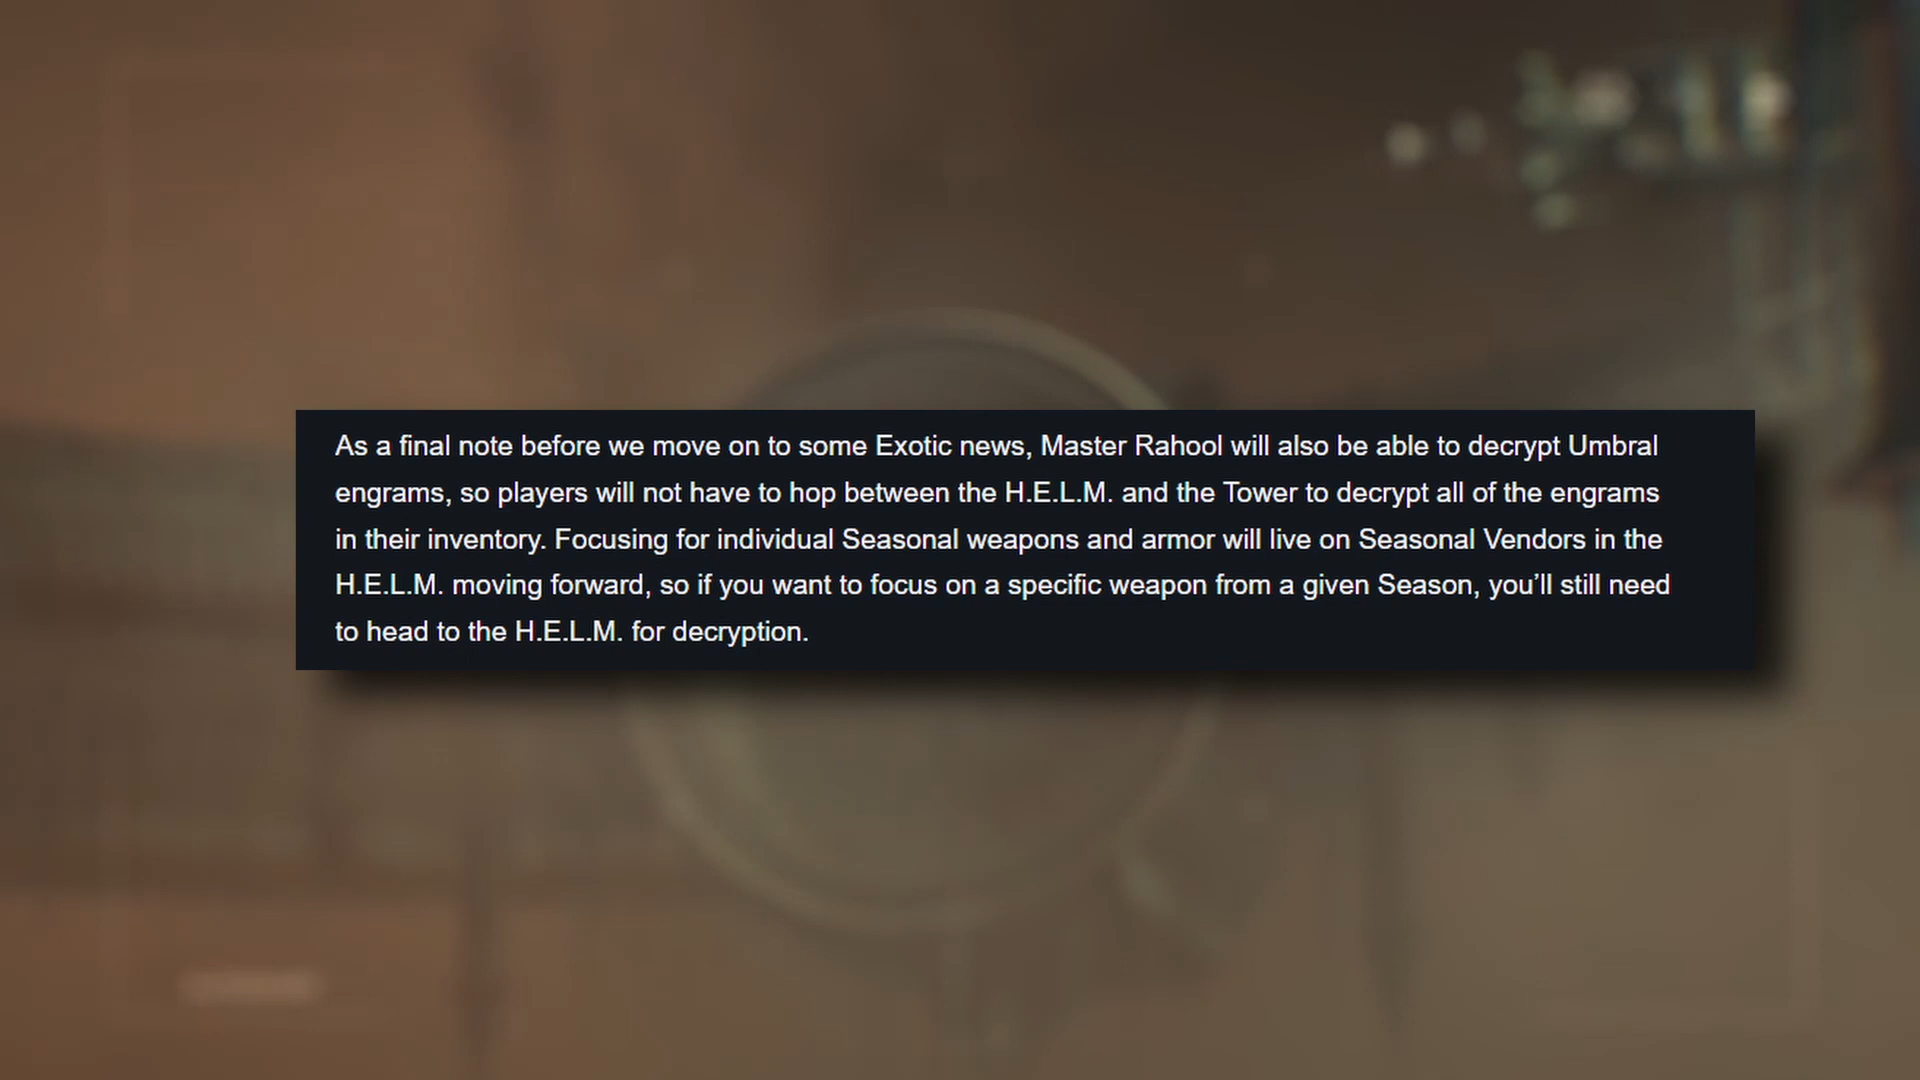 As a final note before we move on to some Exotic news, Master Rahool will also be able to decrypt Umbral
engrams, so players will not have to hop between the H.E.L.M. and the Tower to decrypt all of the engrams
in their inventory. Focusing for individual Seasonal weapons and armor will live on Seasonal Vendors in the
H.E.L.M. moving forward, so if you want to focus on a specific weapon from a given Season, you’ll still need
to head to the H.E.L.M. for decryption.